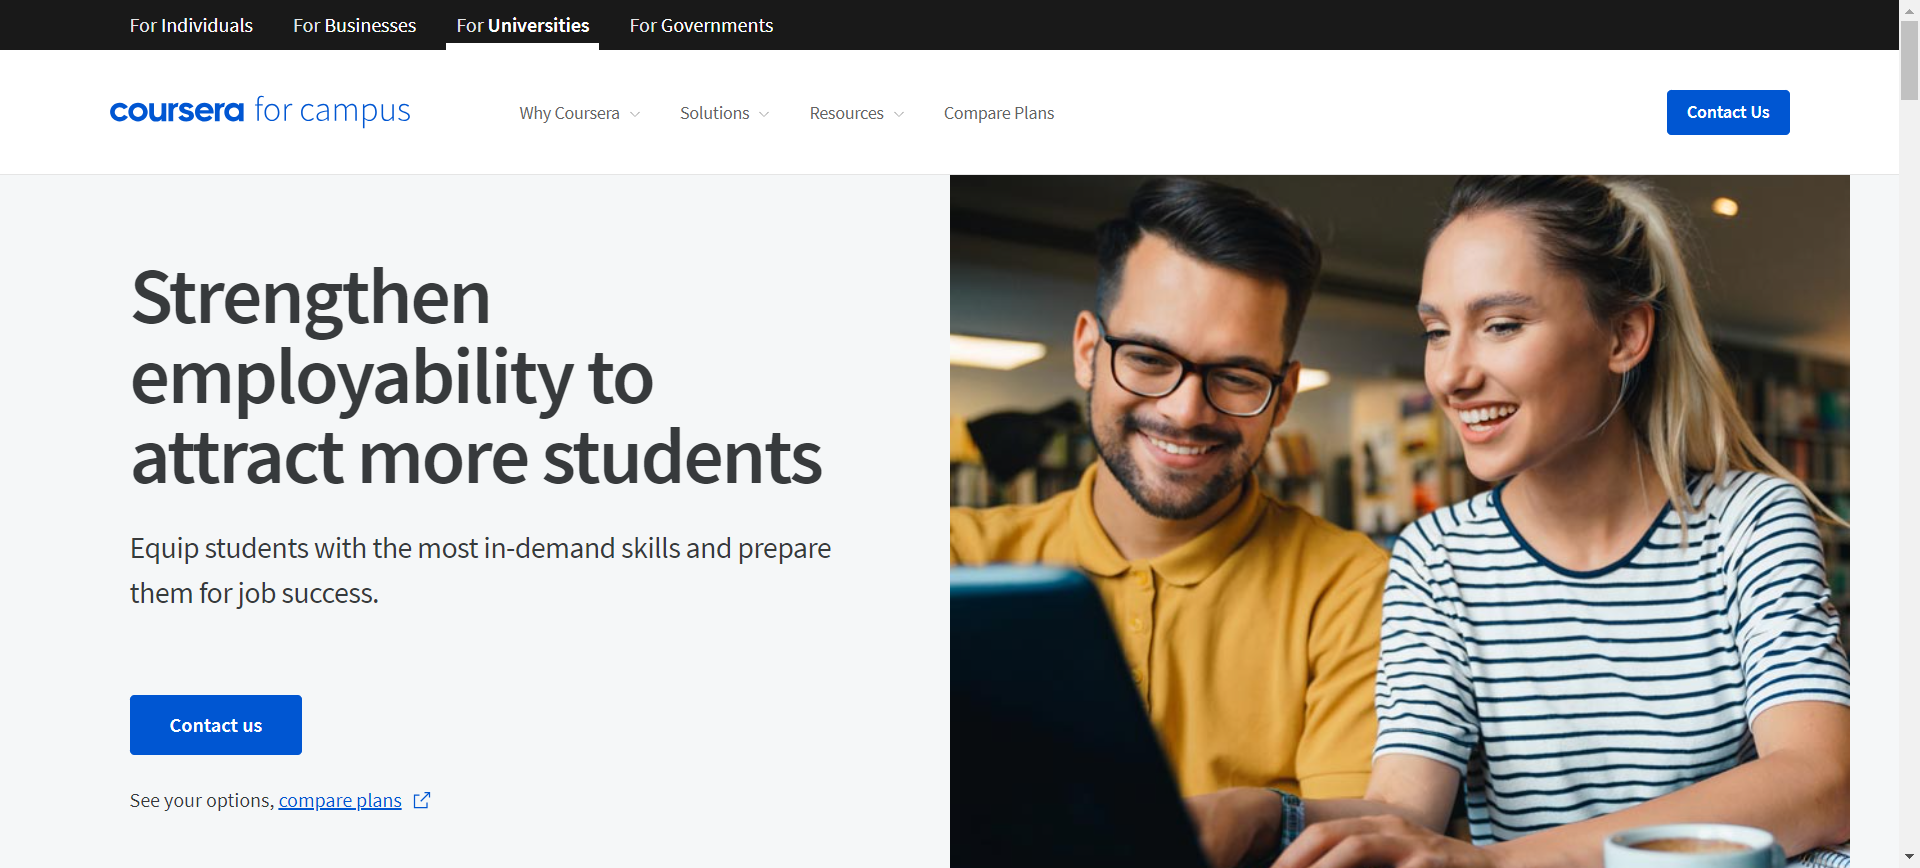 For Individuals
For Businesses
For Universities
For Governments
coursera for campus
Why Coursera
Solutions
Resources
Compare Plans
Contact Us
Strengthen
employability to
attract more students
Equip students with the most in-demand skills and prepare
them for job success.
Contact us
See your options, compare plans